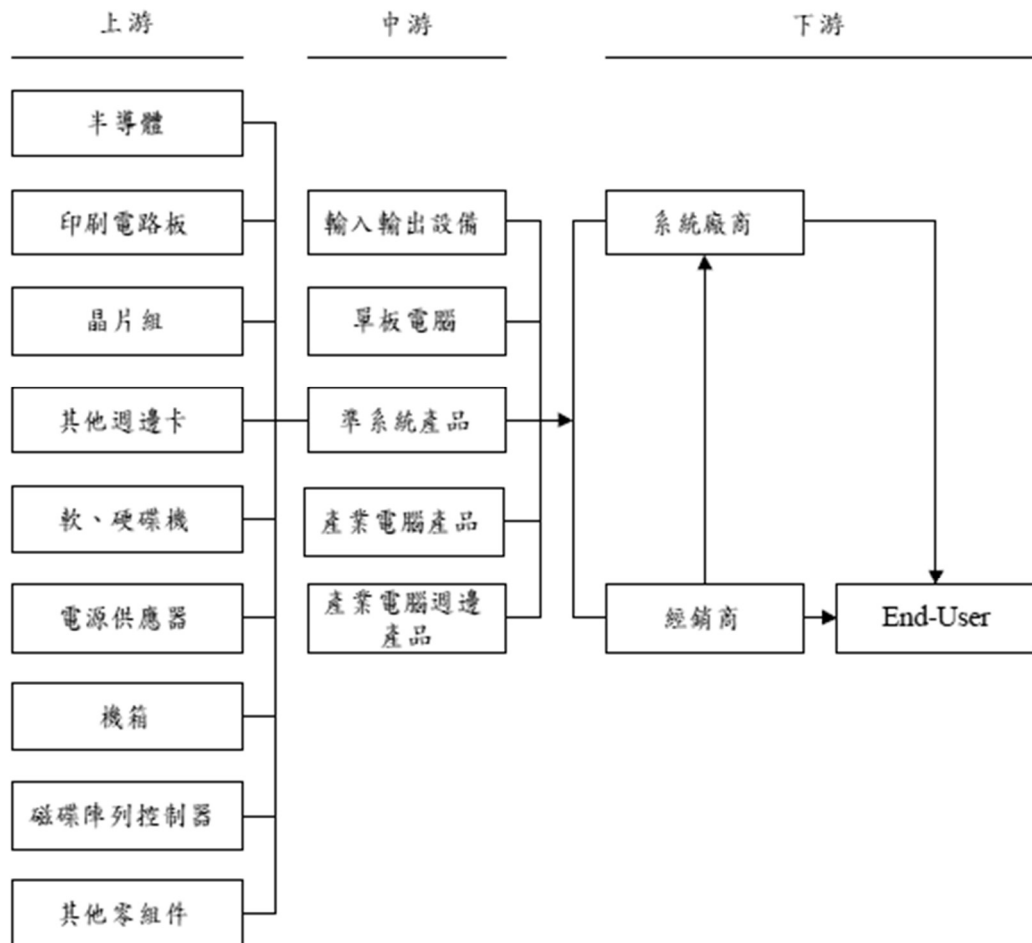 上游
中游
下游
半導體
印刷電路板
晶片組
其他週邊卡
軟、硬碟機
電源供應器
機箱
磁碟陣列控制器
其他零組件
輸入輸出設備
單板電腦
準系統產品
產業電腦產品
產業電腦週邊
產品
系統廠商
經銷商
End-User